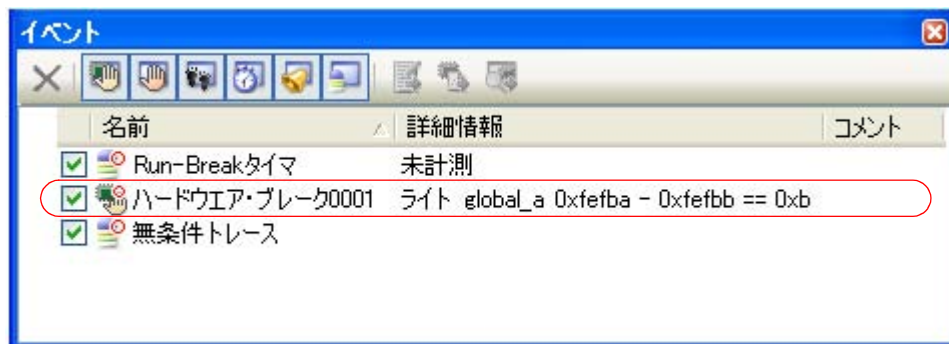 イベント
名前 詳細情報 コメント
Run-Breakタイマ 未計測
ハードウエア・ブレーク0001 ライト global_a 0xfefba - 0xfefbb == 0xb
無条件トレース